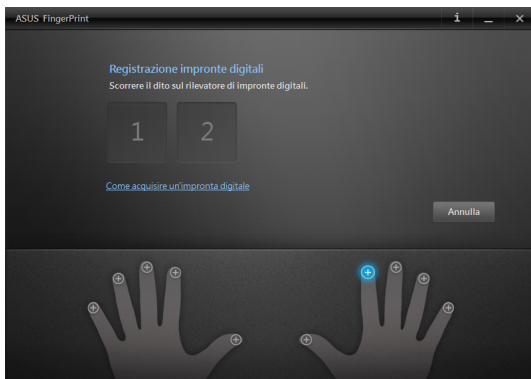 ASUS FingerPrint
Registrazione impronte digitali
Scorrere il dito sul rilevatore di impronte digitali.
1 2
Come acquisire un'impronta digitale
Annulla